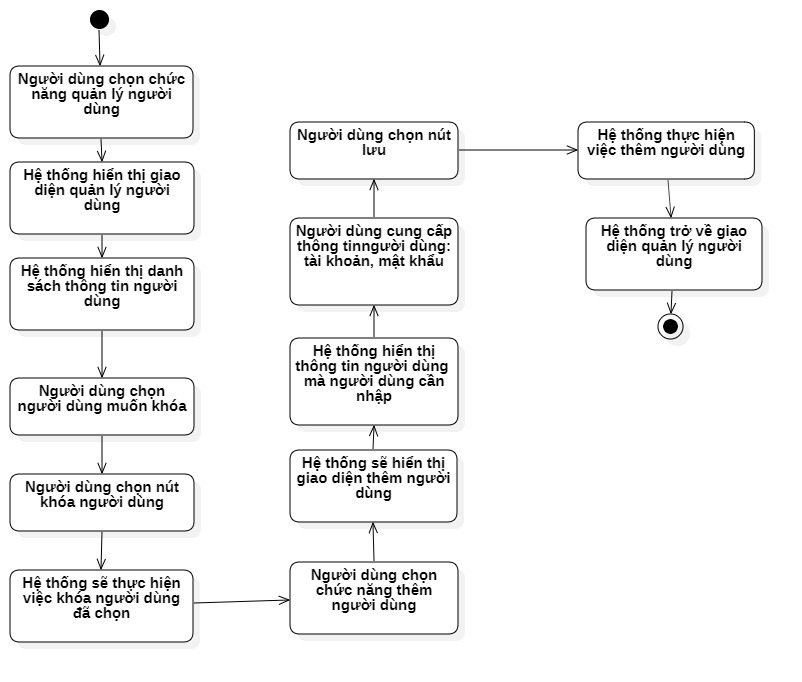 Người dùng chọn chức
năng quản lý người
dùng
Hệ thống hiển thị giao
diện quản lý người
dùng
Hệ thống hiển thị danh
sách thông tin người
dùng
Người dùng chọn
người dùng muốn khóa
Người dùng chọn nút
khóa người dùng
Hệ thống sẽ thực hiện
việc khóa người dùng
đã chọn
Người dùng chọn
chức năng thêm
người dùng
Hệ thống sẽ hiển thị
giao diện thêm người
dùng
Hệ thống hiển thị
thông tin người dùng
mà người dùng cần
nhập
Người dùng cung cấp
thông tinngười dùng:
tài khoản, mật khẩu
Người dùng chọn nút
lưu
Hệ thống thực hiện
việc thêm người dùng
Hệ thống trở về giao
diện quản lý người
dùng